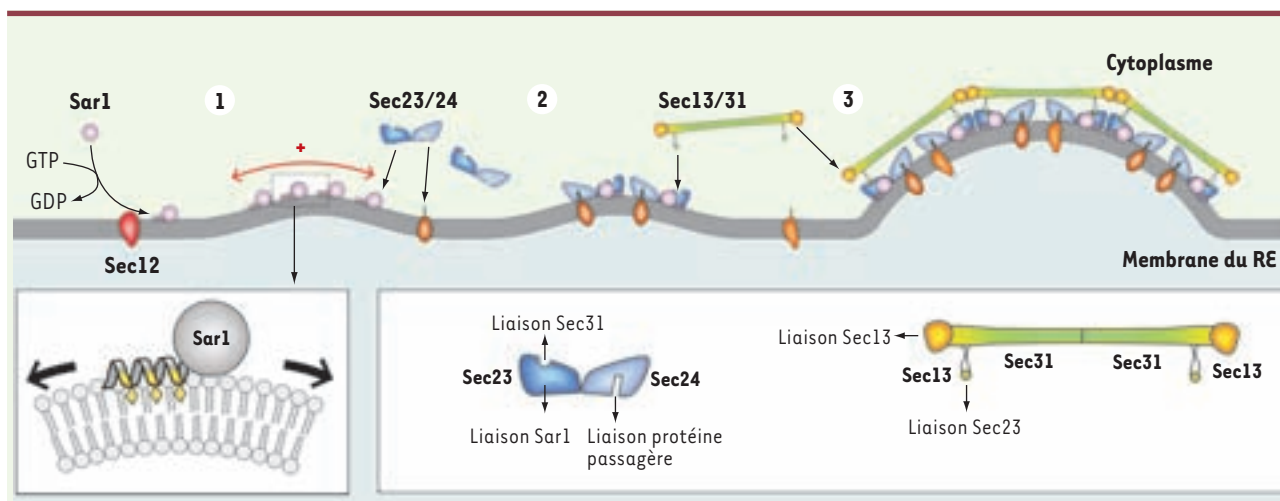 Cytoplasme
Sar1
1
Sec23/24
2
Sec13/31
3
+
GTP
GDP
Sec12
Membrane du RE
Sar1
Liaison Sec31
Sec23
Sec24
Liaison Sar1
Liaison protéine
passagère
Liaison Sec13
Sec13
Sec31
Sec31
Sec13
Liaison Sec23